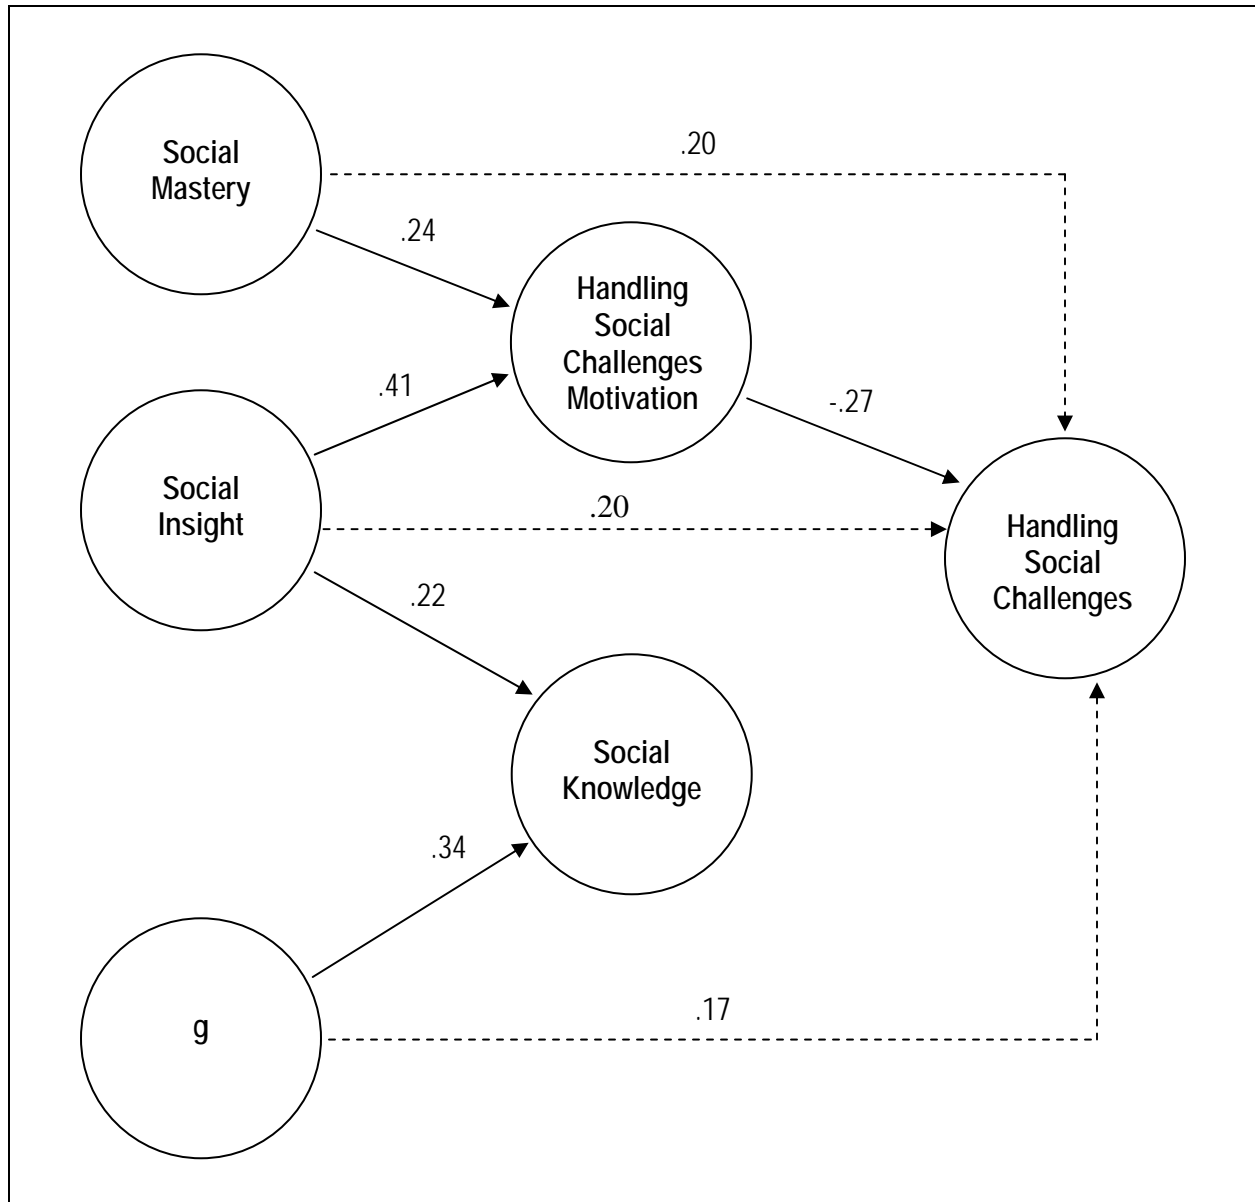 Social
Mastery
.20
.24
Handling
Social
Challenges
Motivation
.41
-.27
Social
Insight
.20
Handling
Social
Challenges
.22
Social
Knowledge
.34
g
.17